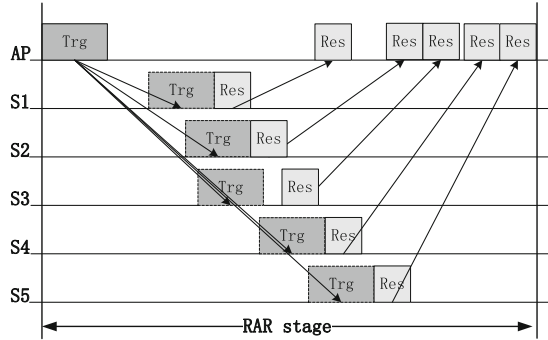 Trg Res Res Res Res Res
AP
Trg Res
S1
Trg Res
S2
Trg Res
S3
Trg Res
S4
Trg Res
S5
RAR stage